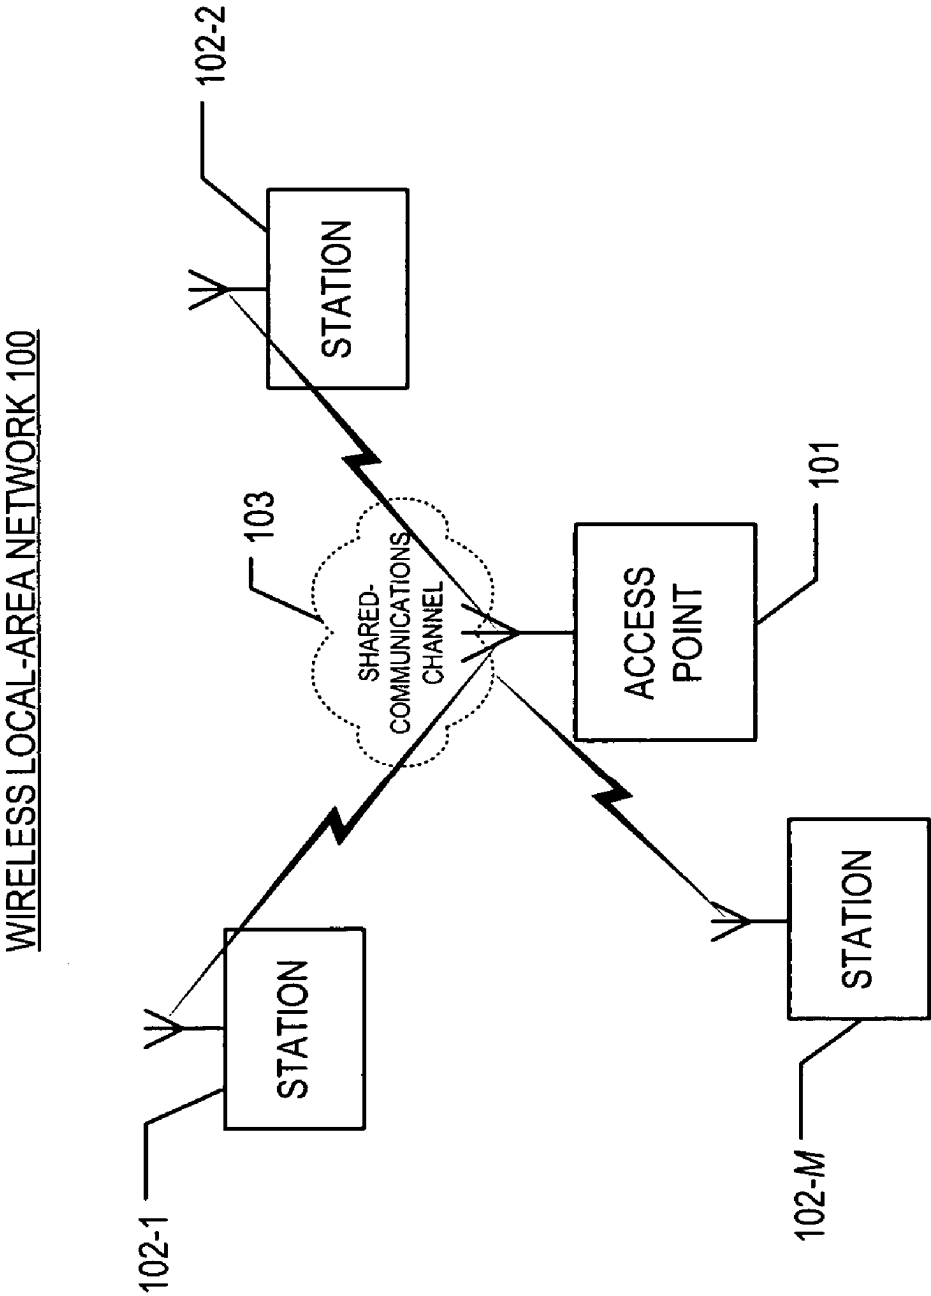 WIRELESS LOCAL-AREA NETWORK 100
102-1
STATION
103
SHARED-
COMMUNICATIONS
CHANNEL
102-2
STATION
102-M
STATION
ACCESS
POINT
101